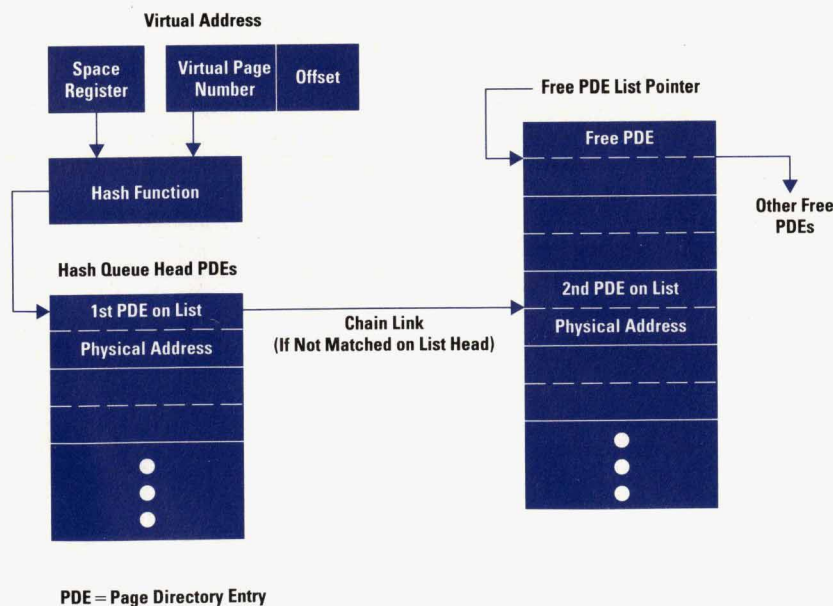 Virtual Address
Space
Register
Virtual Page
Number
Offset
Hash Function
Hash Queue Head PDEs
1st PDE on List
Physical Address
Chain Link
(If Not Matched on List Head)
Free PDE List Pointer
Free PDE
Other Free
PDEs
2nd PDE on List
Physical Address
PDE = Page Directory Entry